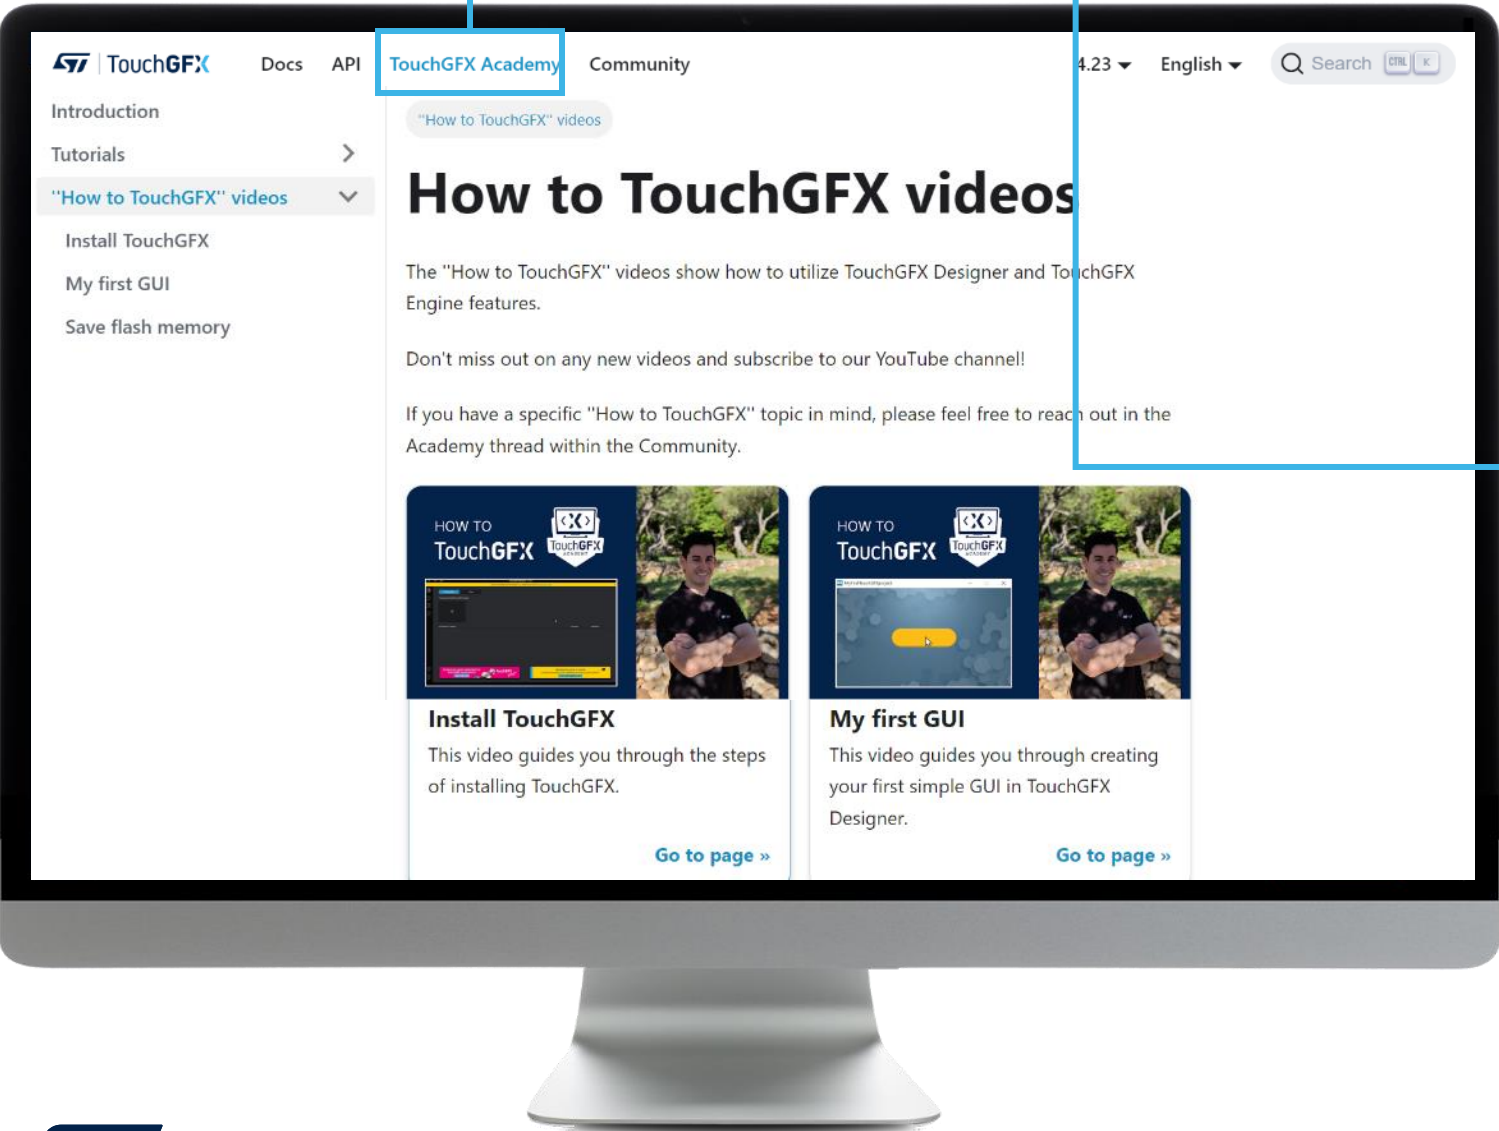 ST TouchGFX Docs API TouchGFX Academy Community 4.23 English Search CTRL K
Introduction
Tutorials
"How to TouchGFX" videos
Install TouchGFX
My first GUI
Save flash memory
"How to TouchGFX" videos
How to TouchGFX videos
The "How to TouchGFX" videos show how to utilize TouchGFX Designer and TouchGFX
Engine features.
Don't miss out on any new videos and subscribe to our YouTube channel!
If you have a specific "How to TouchGFX" topic in mind, please feel free to reach out in the
Academy thread within the Community.
HOW TO
TouchGFX
TouchGFX
ACADEMY
Install TouchGFX
This video guides you through the steps
of installing TouchGFX.
Go to page »
HOW TO
TouchGFX
TouchGFX
ACADEMY
My first GUI
This video guides you through creating
your first simple GUI in TouchGFX
Designer.
Go to page »